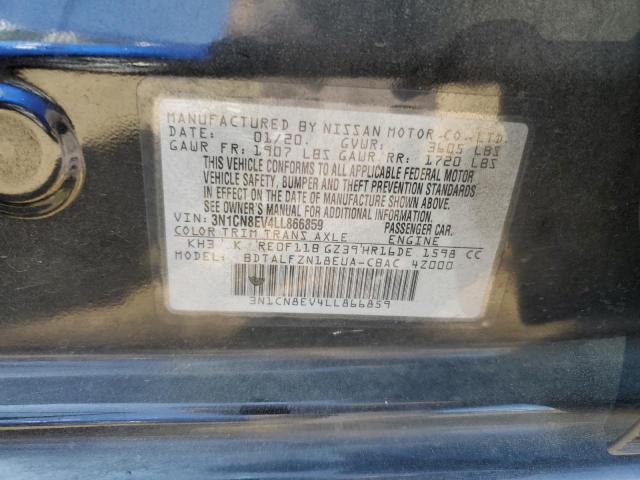 MANUFACTURED BY NISSAN MOTOR CO., LTD.
DATE: 01/20. GVWR: 3605 LBS
GAWR FR: 1907 LBS GAWR RR: 1720 LBS
THIS VEHICLE CONFORMS TO ALL APPLICABLE FEDERAL MOTOR
VEHICLE SAFETY, BUMPER AND THEFT PREVENTION STANDARDS
IN EFFECT ON THE DATE OF MANUFACTURE SHOWN ABOVE.
SEE OWNER'S MANUAL FOR ADDITIONAL INFORMATION
VIN: 3N1CN8EV4LL866859 PASSENGER CAR.
COLOR TRIM TRANS AXLE ENGINE
KH3 K RE0F11B GZ39 HR16DE 1598 CC
MODEL: BDTALFZN18EUA-CBAC 4Z000
3N1CN8EV4LL866859